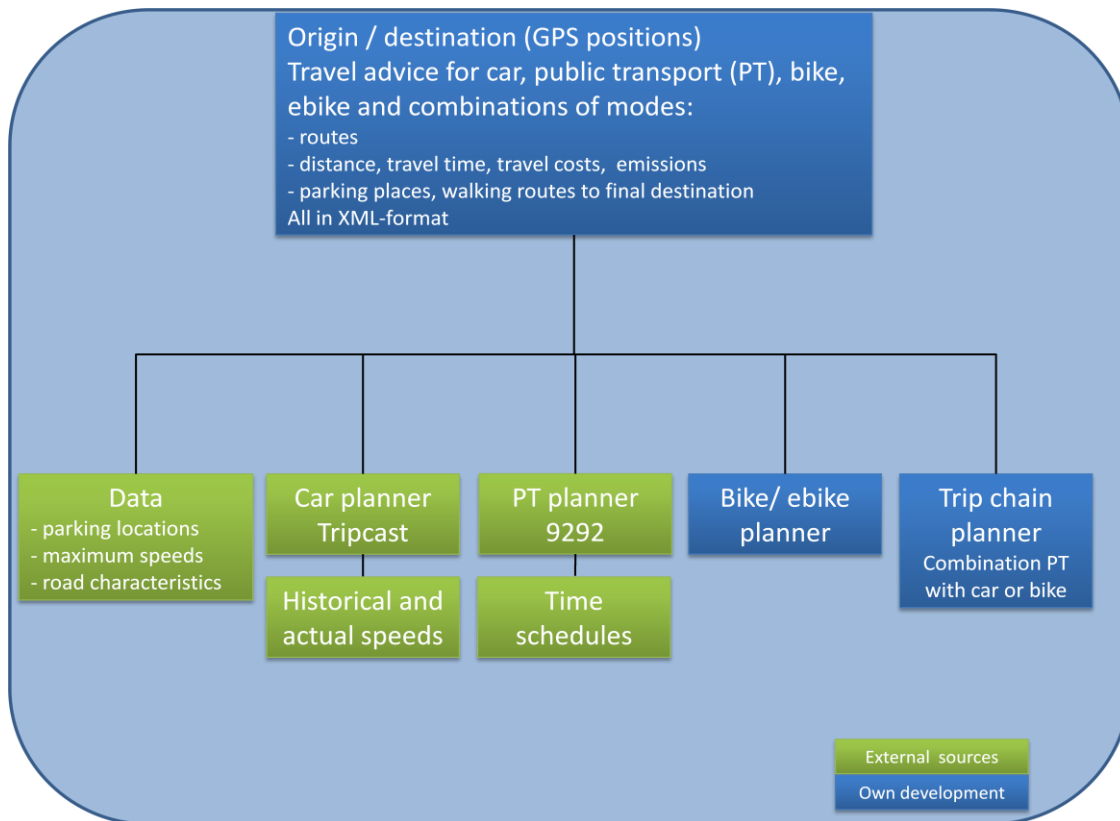 Origin / destination (GPS positions)
Travel advice for car, public transport (PT), bike,
ebike and combinations of modes:
- routes
- distance, travel time, travel costs, emissions
- parking places, walking routes to final destination
All in XML-format
Data
- parking locations
- maximum speeds
- road characteristics
Car planner
Tripcast
PT planner
9292
Bike/ ebike
planner
Trip chain
planner
Combination PT
with car or bike
Historical and
actual speeds
Time
schedules
External sources
Own development